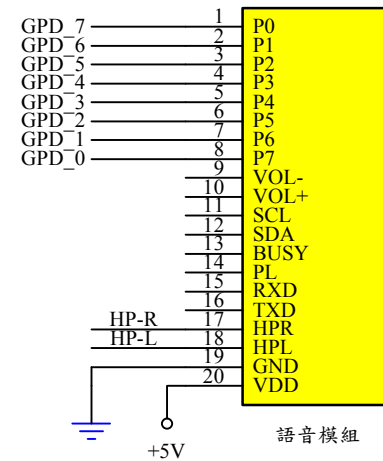 GPD_7 1 P0
GPD_6 2 P1
GPD_5 3 P2
GPD_4 4 P3
GPD_3 5 P4
GPD_2 6 P5
GPD_1 7 P6
GPD_0 8 P7
9 VOL-
10 VOL+
11 SCL
12 SDA
13 BUSY
14 PL
15 RXD
16 TXD
HP-R 17 HPR
HP-L 18 HPL
19 GND
20 VDD
+5V
語音模組